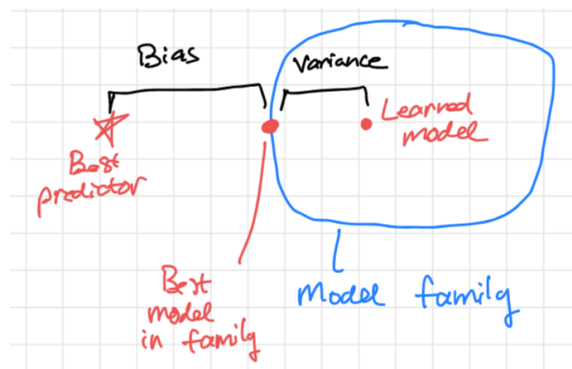 Bias
Variance
Learned
model
Best
predictor
Best
model
in family
Model family